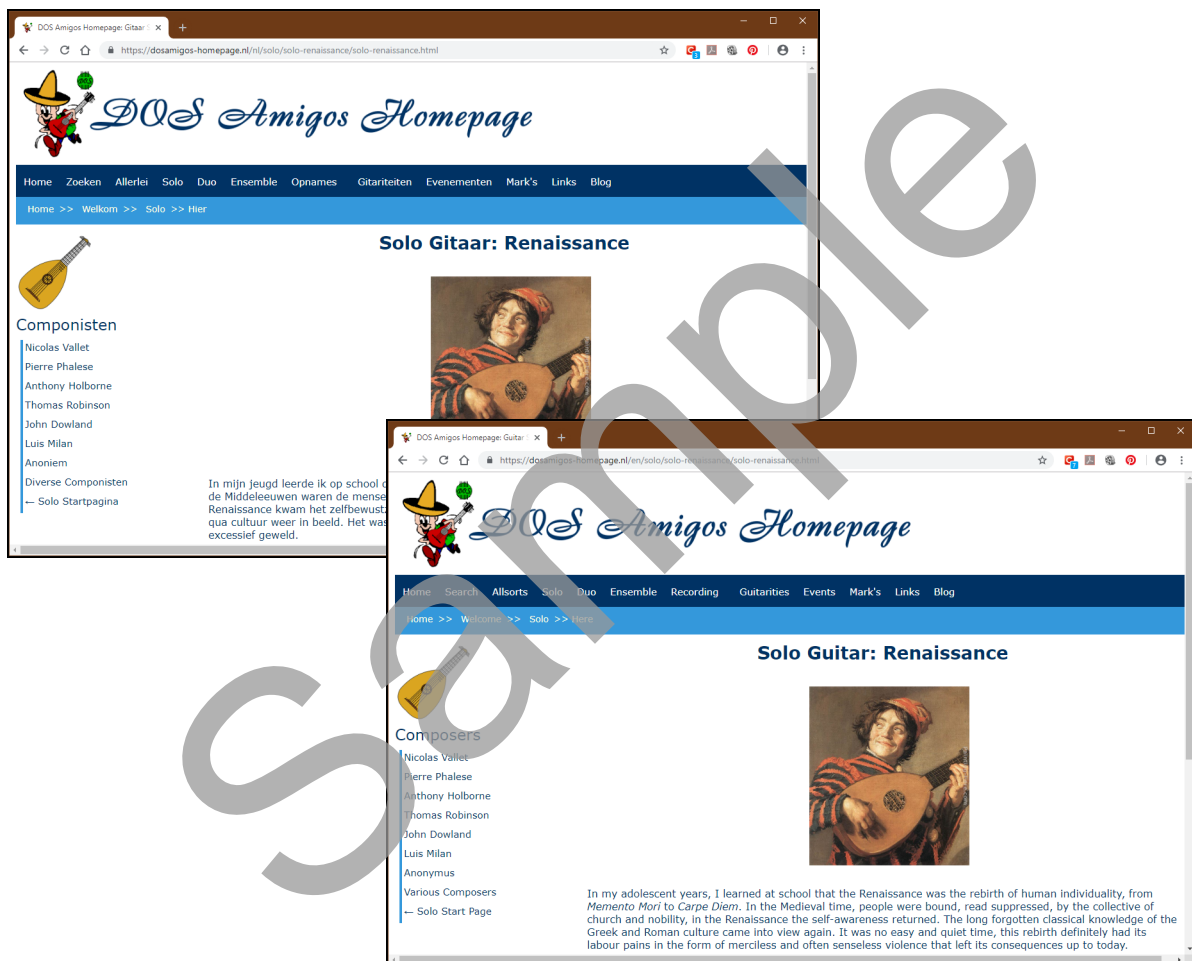 DOS Amigos Homepage: Gitaar
https://dosamigos-homepage.nl/nl/solo/solo-renaissance/solo-renaissance.html
DOS Amigos Homepage
Home Zoeken Allerlei Solo Duo Ensemble Opnames Gitariteiten Evenementen Mark's Links Blog
Home >> Welkom >> Solo >> Hier
Solo Gitaar: Renaissance
Componisten
Nicolas Vallet
Pierre Phalese
Anthony Holborne
Thomas Robinson
John Dowland
Luis Milan
Anoniem
Diverse Componisten
← Solo Startpagina
In mijn jeugd leerde ik op school
de Middeleeuwen waren de mense
Renaissance kwam het zelfbewust
qua cultuur weer in beeld. Het was
excessief geweld.
DOS Amigos Homepage: Guitar
https://dosamigos-homepage.nl/en/solo/solo-renaissance/solo-renaissance.html
DOS Amigos Homepage
Home Search Allsorts Solo Duo Ensemble Recording Guitarities Events Mark's Links Blog
Home >> Welcome >> Solo >> Here
Solo Guitar: Renaissance
Composers
Nicolas Vallet
Pierre Phalese
Anthony Holborne
Thomas Robinson
John Dowland
Luis Milan
Anonymus
Various Composers
← Solo Start Page
In my adolescent years, I learned at school that the Renaissance was the rebirth of human individuality, from
Memento Mori to Carpe Diem. In the Medieval time, people were bound, read suppressed, by the collective of
church and nobility, in the Renaissance the self-awareness returned. The long forgotten classical knowledge of the
Greek and Roman culture came into view again. It was no easy and quiet time, this rebirth definitely had its
labour pains in the form of merciless and often senseless violence that left its consequences up to today.
Sample